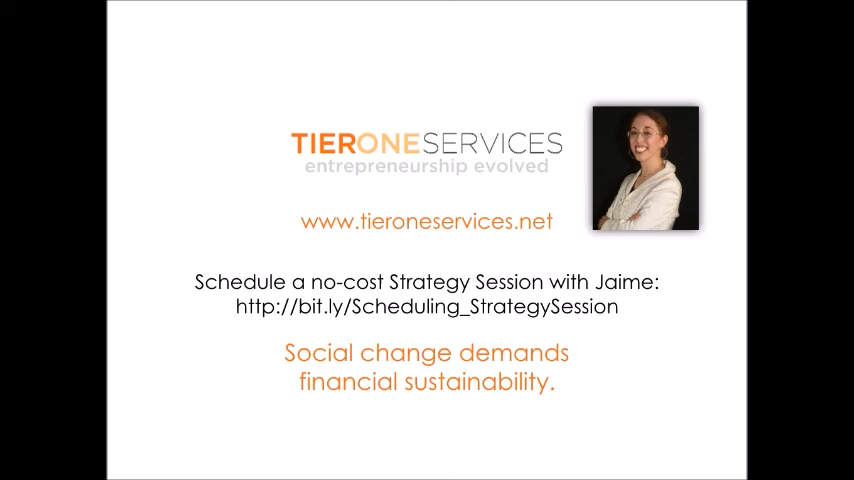 TIERONESERVICES
entrepreneurship evolved
www.tieroneservices.net
Schedule a no-cost Strategy Session with Jaime:
http://bit.ly/Scheduling_StrategySession
Social change demands
financial sustainability.